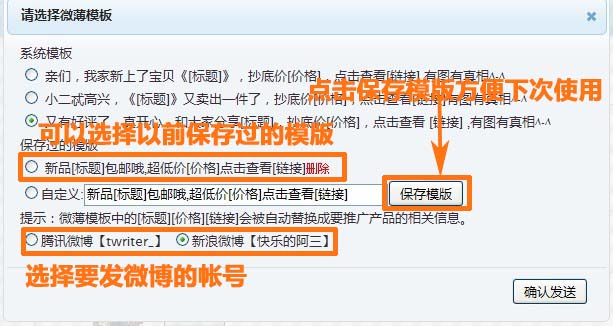 请选择微薄模板
系统模板
亲们，我家新上了宝贝《[标题]》，抄底价[价格]，点击查看[链接] 有图有真相^-^
小二忒高兴，《[标题]》又卖出一件了，抄底价[价格]，点击查看[链接]有图有真相^-^
点击保存模版方便下次使用
又有好评了，真开心，和大家分享[标题]，抄底价[价格]，点击查看 [链接] ,有图有真相^-^
可以选择以前保存过的模版
保存过的模版
新品[标题]包邮哦,超低价[价格]点击查看[链接]删除
自定义:新品[标题]包邮哦,超低价[价格]点击查看[链接] 保存模版
提示：微薄模板中的[标题][价格][链接]会被自动替换成要推广产品的相关信息。
腾讯微博【twriter_】 新浪微博【快乐的阿三】
选择要发微博的帐号
确认发送